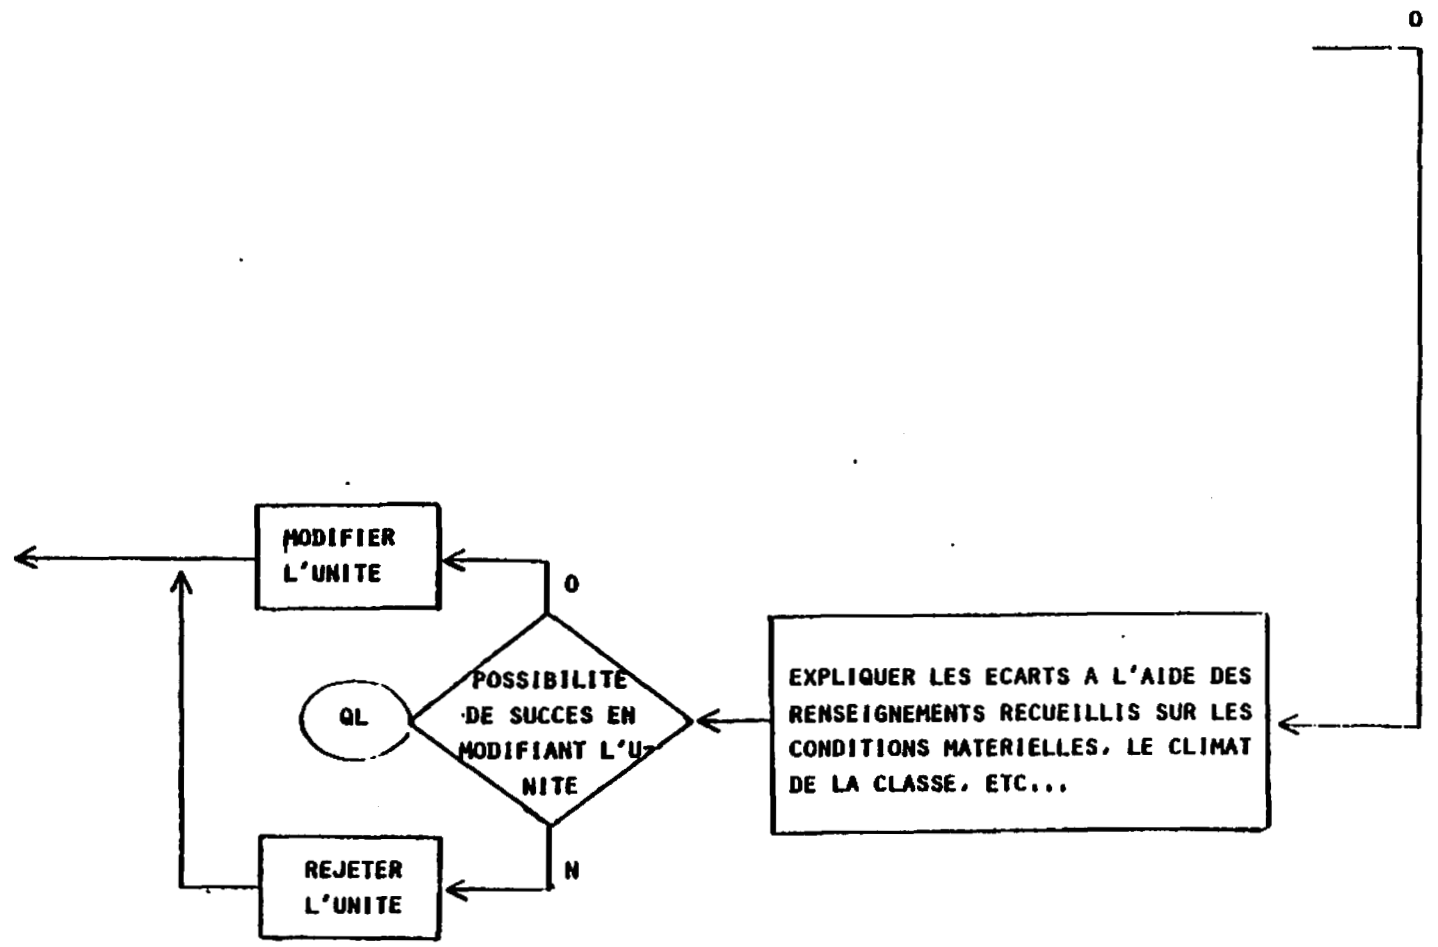 O
MODIFIER
L'UNITE
O
POSSIBILITE
DE SUCCES EN
MODIFIANT L'U-
NITE
QL
EXPLIQUER LES ECARTS A L'AIDE DES
RENSEIGNEMENTS RECUEILLIS SUR LES
CONDITIONS MATERIELLES, LE CLIMAT
DE LA CLASSE, ETC...
N
REJETER
L'UNITE